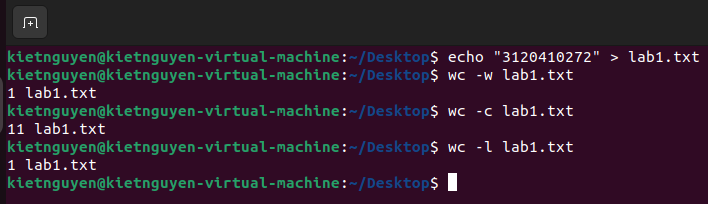 kietnguyen@kietnguyen-virtual-machine:~/Desktop$ echo "3120410272" > lab1.txt
kietnguyen@kietnguyen-virtual-machine:~/Desktop$ wc -w lab1.txt
1 lab1.txt
kietnguyen@kietnguyen-virtual-machine:~/Desktop$ wc -c lab1.txt
11 lab1.txt
kietnguyen@kietnguyen-virtual-machine:~/Desktop$ wc -l lab1.txt
1 lab1.txt
kietnguyen@kietnguyen-virtual-machine:~/Desktop$